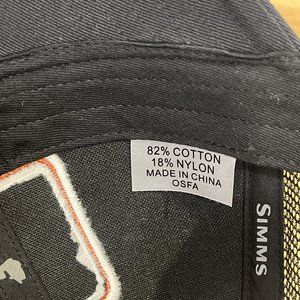 82% COTTON
18% NYLON
MADE IN CHINA
OSFA
SIMMS